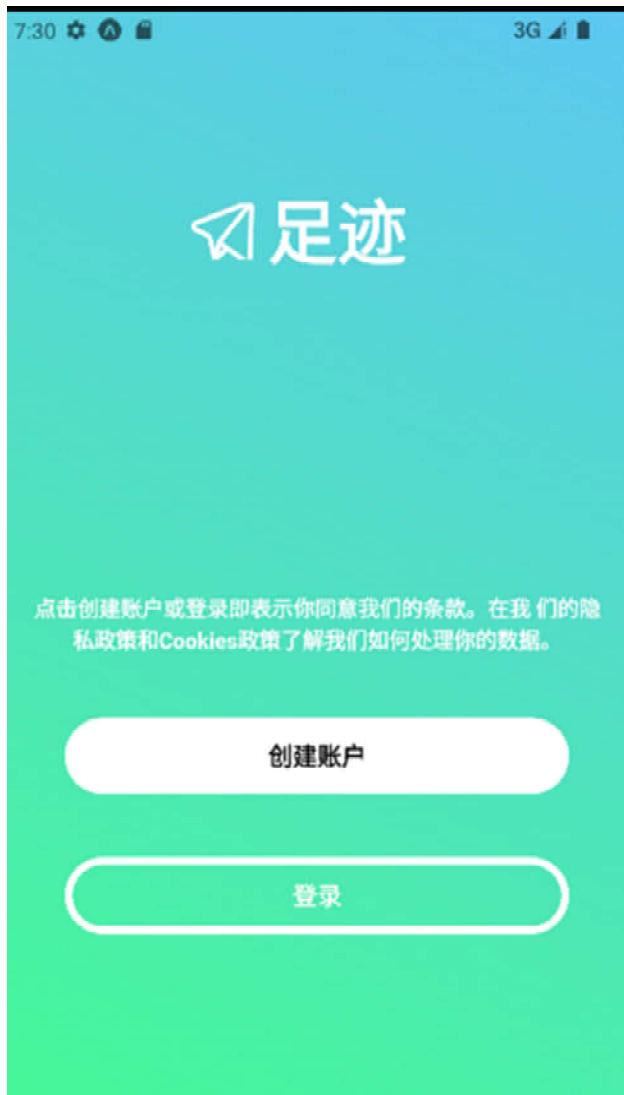 7:30 3G
足迹
点击创建账户或登录即表示你同意我们的条款。在我 们的隐
私政策和Cookies政策了解我们如何处理你的数据。
创建账户
登录